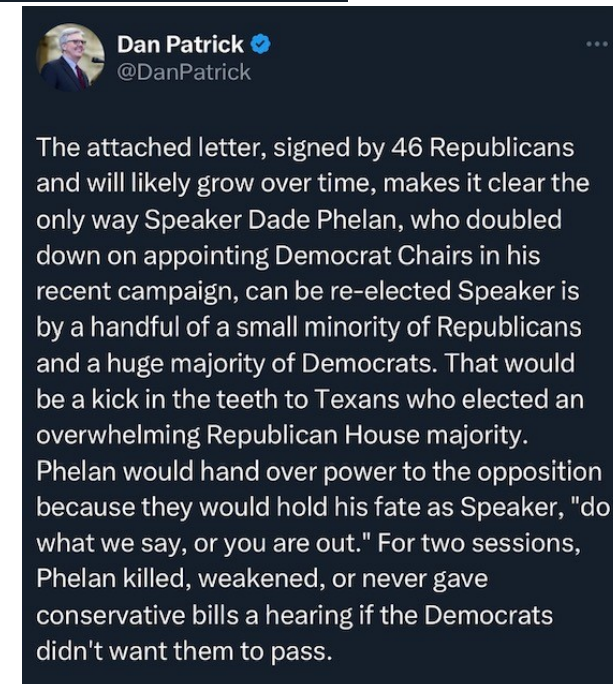 Dan Patrick
@DanPatrick
The attached letter, signed by 46 Republicans
and will likely grow over time, makes it clear the
only way Speaker Dade Phelan, who doubled
down on appointing Democrat Chairs in his
recent campaign, can be re-elected Speaker is
by a handful of a small minority of Republicans
and a huge majority of Democrats. That would
be a kick in the teeth to Texans who elected an
overwhelming Republican House majority.
Phelan would hand over power to the opposition
because they would hold his fate as Speaker, "do
what we say, or you are out." For two sessions,
Phelan killed, weakened, or never gave
conservative bills a hearing if the Democrats
didn't want them to pass.